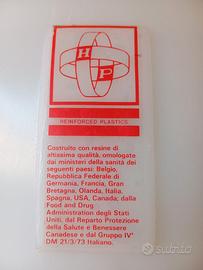 H
P
REINFORCED PLASTICS
Costruito con resine di
altissima qualità, omologate
dai ministeri della sanità dei
seguenti paesi: Belgio,
Repubblica Federale di
Germania, Francia, Gran
Bretagna, Olanda, Italia,
Spagna, USA, Canada; dalla
Food and Drug
Administration degli Stati
Uniti, dal Reparto Protezione
della Salute e Benessere
Canadese e dal Gruppo IV°
DM 21/3/73 Italiano.
subito